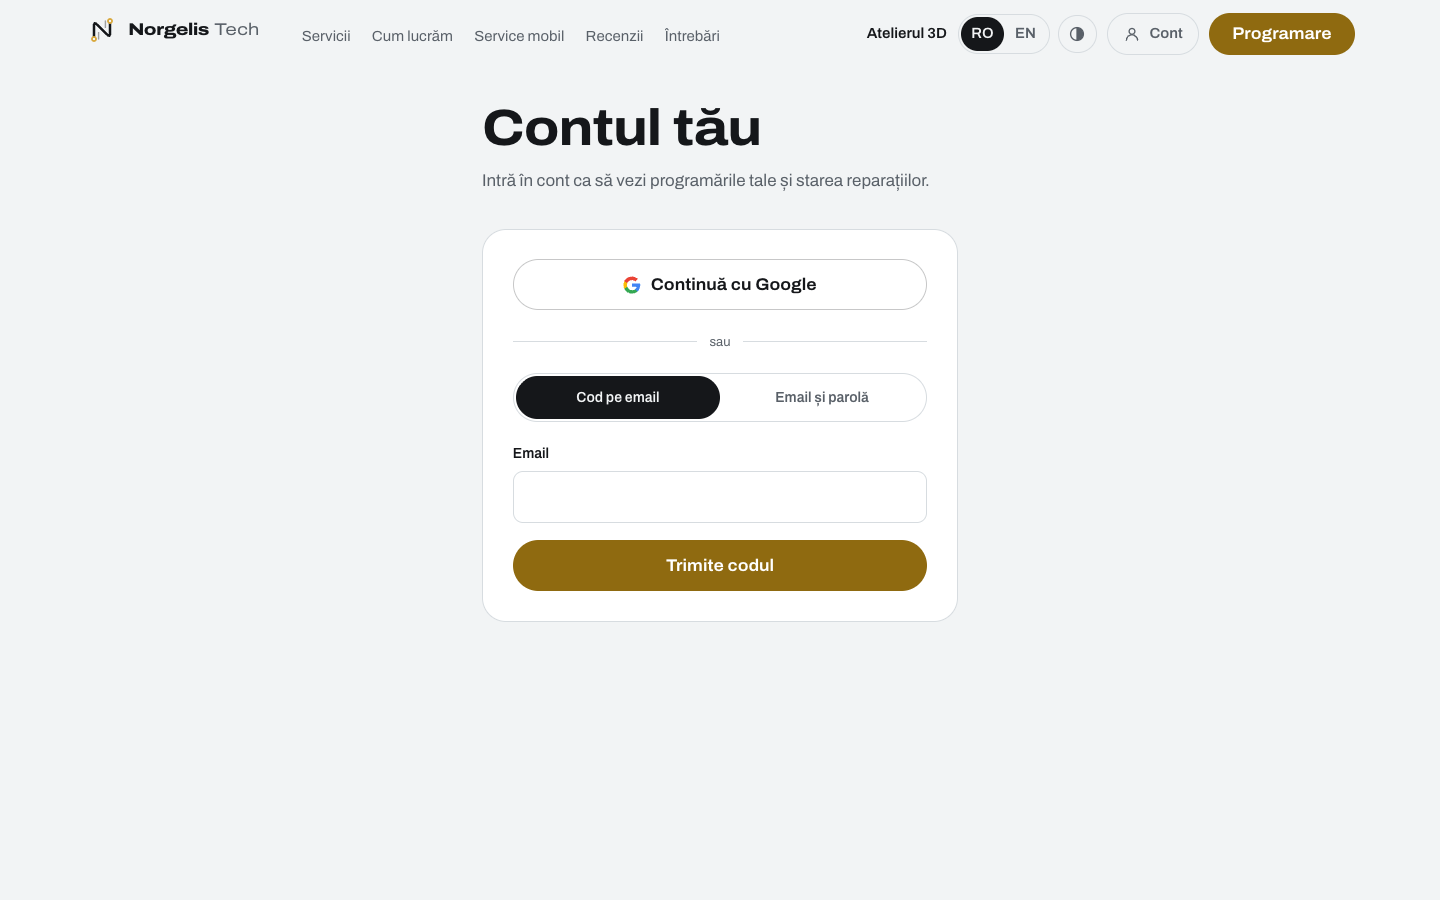 Norgelis Tech
Servicii Cum lucrăm Service mobil Recenzii Întrebări
Atelierul 3D RO EN Cont Programare
Contul tău
Intră în cont ca să vezi programările tale și starea reparațiilor.
Continuă cu Google
sau
Cod pe email Email și parolă
Email
Trimite codul